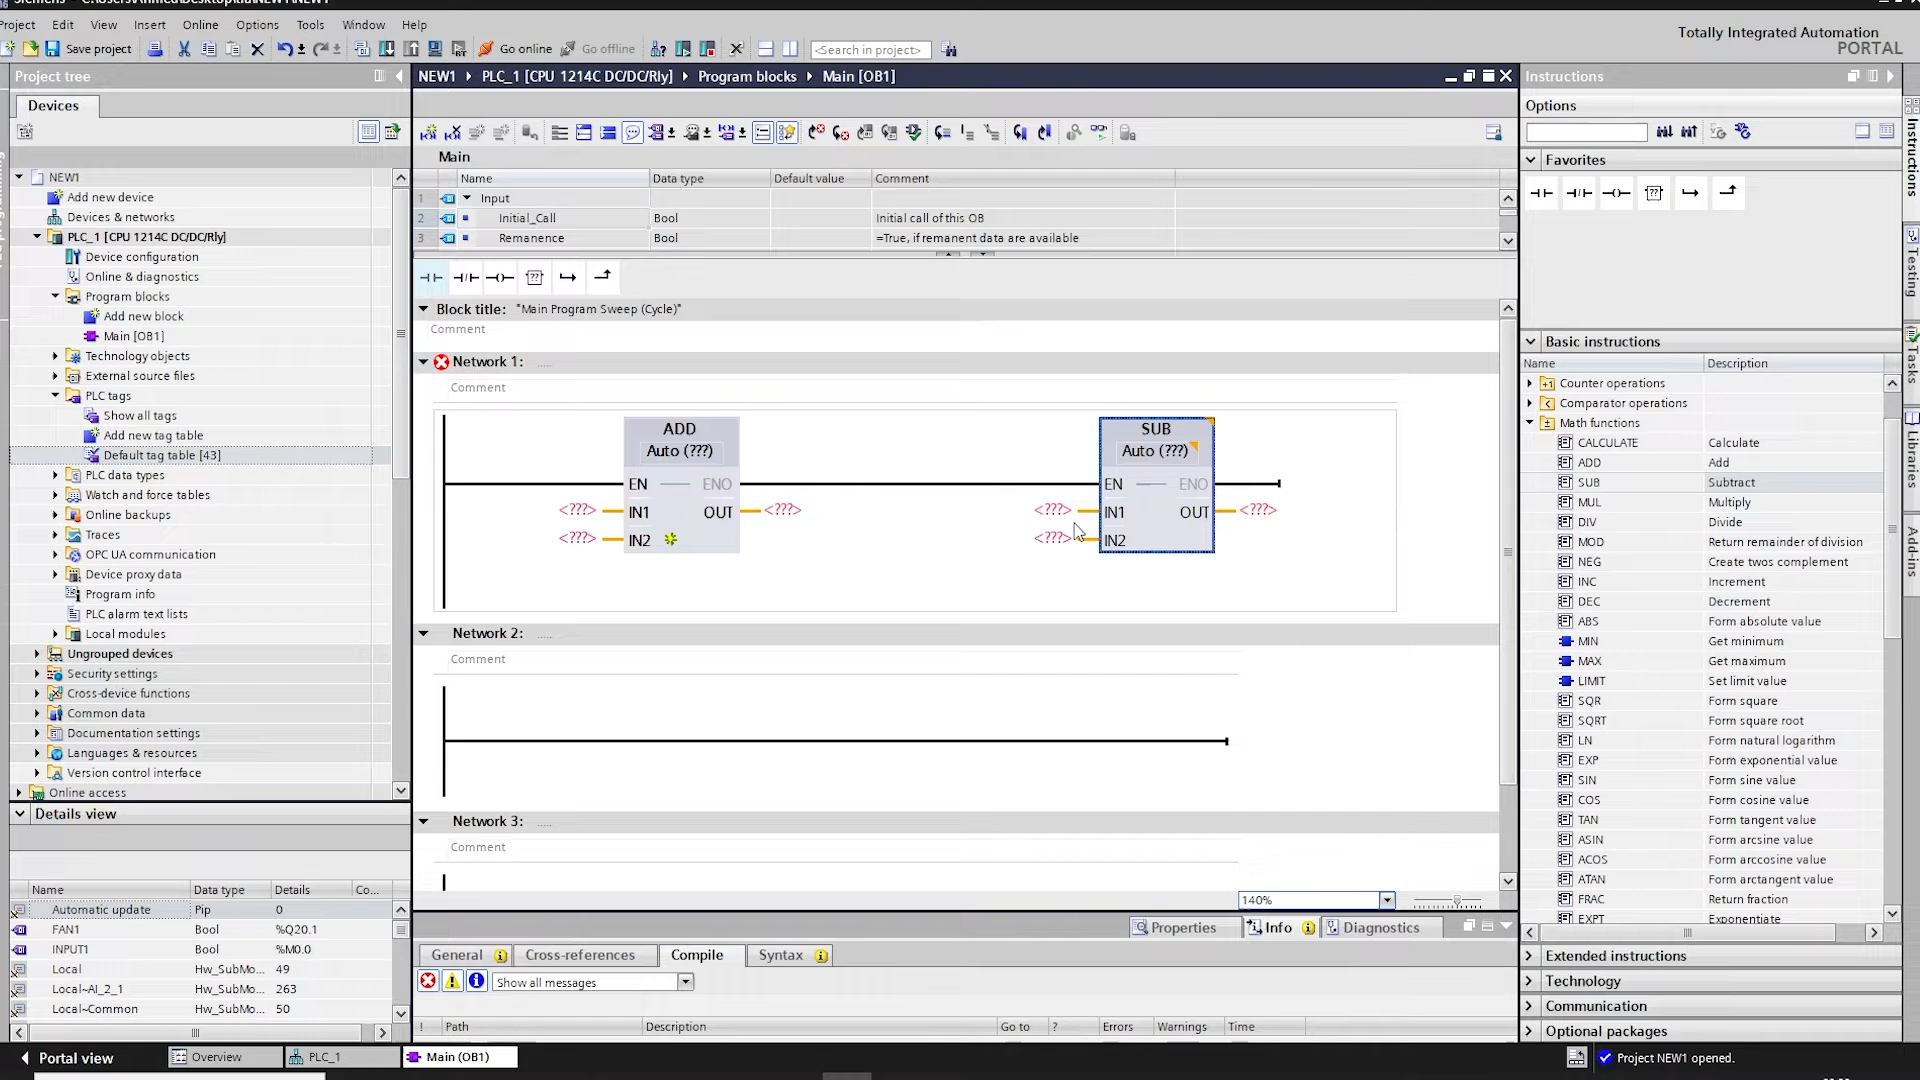 Project Edit View Insert Online Options Tools Window Help
Totally Integrated Automation
PORTAL
Save project
Go online
Go offline
<Search in project>
Project tree
NEW1 PLC_1 [CPU 1214C DC/DC/Rly] Program blocks Main [OB1]
Instructions
Devices
Options
Main
Name Data type Default value Comment
1 Input
2 Initial_Call Bool Initial call of this OB
3 Remanence Bool =True, if remanent data are available
Favorites
NEW1
Add new device
Devices & networks
PLC_1 [CPU 1214C DC/DC/Rly]
Device configuration
Online & diagnostics
Program blocks
Add new block
Main [OB1]
Technology objects
External source files
PLC tags
Show all tags
Add new tag table
Default tag table [43]
PLC data types
Watch and force tables
Online backups
Traces
OPC UA communication
Device proxy data
Program info
PLC alarm text lists
Local modules
Ungrouped devices
Security settings
Cross-device functions
Common data
Documentation settings
Languages & resources
Version control interface
Online access
Block title: "Main Program Sweep (Cycle)"
Comment
Network 1: .....
Comment
ADD
Auto (???)
EN ENO
<???> IN1 OUT <???>
<???> IN2
SUB
Auto (???)
EN ENO
<???> IN1 OUT <???>
<???> IN2
Network 2: .....
Comment
Network 3: .....
Comment
140%
Basic instructions
Name Description
Counter operations
Comparator operations
Math functions
CALCULATE Calculate
ADD Add
SUB Subtract
MUL Multiply
DIV Divide
MOD Return remainder of division
NEG Create twos complement
INC Increment
DEC Decrement
ABS Form absolute value
MIN Get minimum
MAX Get maximum
LIMIT Set limit value
SQR Form square
SQRT Form square root
LN Form natural logarithm
EXP Form exponential value
SIN Form sine value
COS Form cosine value
TAN Form tangent value
ASIN Form arcsine value
ACOS Form arccosine value
ATAN Form arctangent value
FRAC Return fraction
EXPT Exponentiate
Extended instructions
Technology
Communication
Optional packages
Instructions
Testing
Tasks
Libraries
Add-ins
Details view
Name Data type Details Co...
Automatic update Pip 0
FAN1 Bool %Q20.1
INPUT1 Bool %M0.0
Local Hw_SubMo... 49
Local~AI_2_1 Hw_SubMo... 263
Local~Common Hw_SubMo... 50
Properties Info Diagnostics
General Cross-references Compile Syntax
Show all messages
! Path Description Go to ? Errors Warnings Time
Portal view Overview PLC_1 Main (OB1)
Project NEW1 opened.